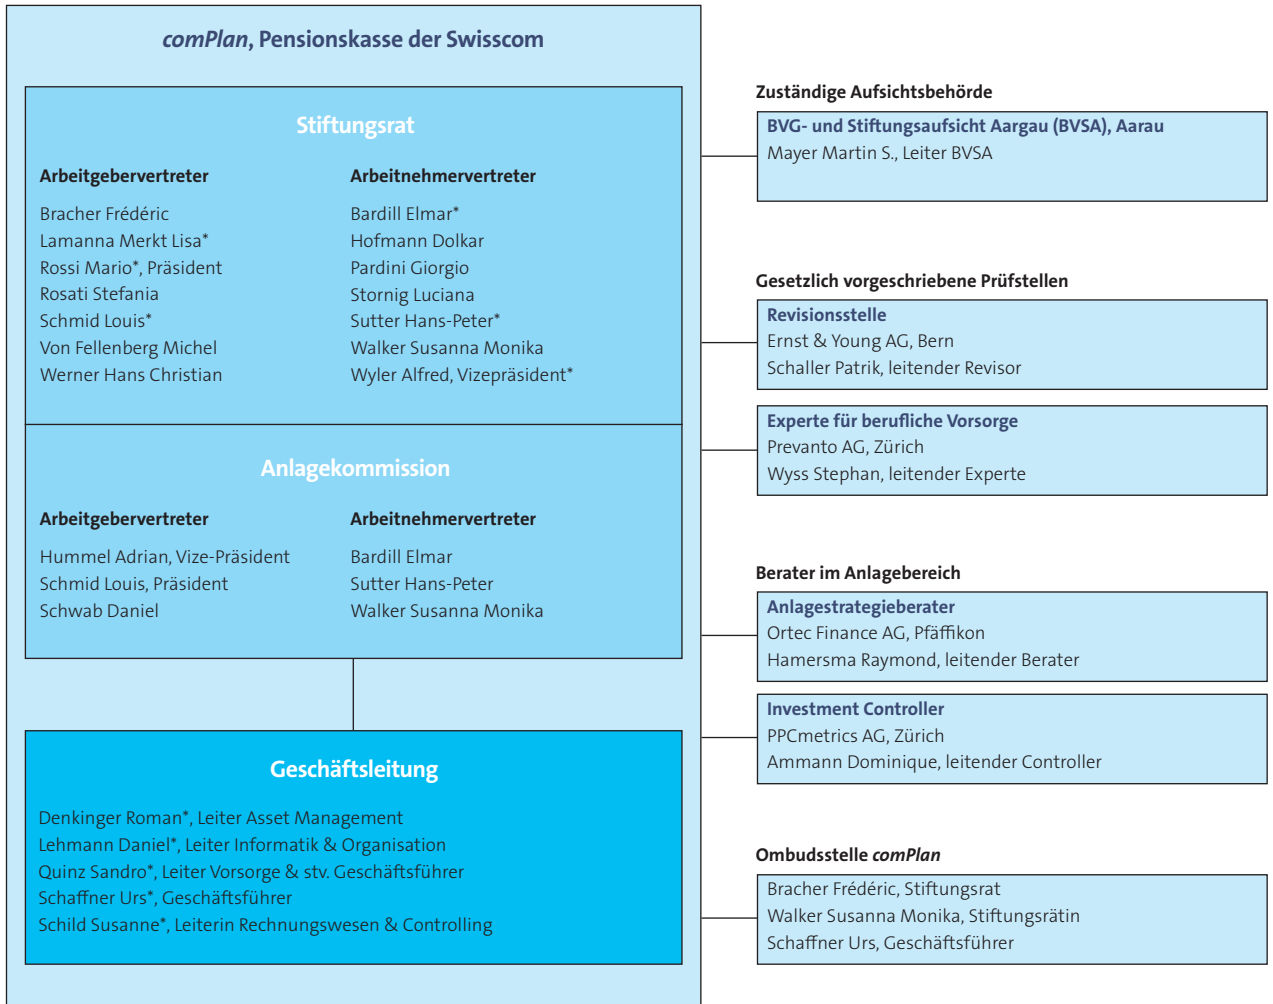 comPlan, Pensionskasse der Swisscom
Stiftungsrat
Arbeitgebervertreter
Bracher Frédéric
Lamanna Merkt Lisa*
Rossi Mario*, Präsident
Rosati Stefania
Schmid Louis*
Von Fellenberg Michel
Werner Hans Christian
Arbeitnehmervertreter
Bardill Elmar*
Hofmann Dolkar
Pardini Giorgio
Stornig Luciana
Sutter Hans-Peter*
Walker Susanna Monika
Wyler Alfred, Vizepräsident*
Anlagekommission
Arbeitgebervertreter
Hummel Adrian, Vize-Präsident
Schmid Louis, Präsident
Schwab Daniel
Arbeitnehmervertreter
Bardill Elmar
Sutter Hans-Peter
Walker Susanna Monika
Geschäftsleitung
Denkinger Roman*, Leiter Asset Management
Lehmann Daniel*, Leiter Informatik & Organisation
Quinz Sandro*, Leiter Vorsorge & stv. Geschäftsführer
Schaffner Urs*, Geschäftsführer
Schild Susanne*, Leiterin Rechnungswesen & Controlling
Zuständige Aufsichtsbehörde
BVG- und Stiftungsaufsicht Aargau (BVSA), Aarau
Mayer Martin S., Leiter BVSA
Gesetzlich vorgeschriebene Prüfstellen
Revisionsstelle
Ernst & Young AG, Bern
Schaller Patrik, leitender Revisor
Experte für berufliche Vorsorge
Prevanto AG, Zürich
Wyss Stephan, leitender Experte
Berater im Anlagebereich
Anlagestrategieberater
Ortec Finance AG, Pfäffikon
Hamersma Raymond, leitender Berater
Investment Controller
PPCmetrics AG, Zürich
Ammann Dominique, leitender Controller
Ombudsstelle comPlan
Bracher Frédéric, Stiftungsrat
Walker Susanna Monika, Stiftungsrätin
Schaffner Urs, Geschäftsführer